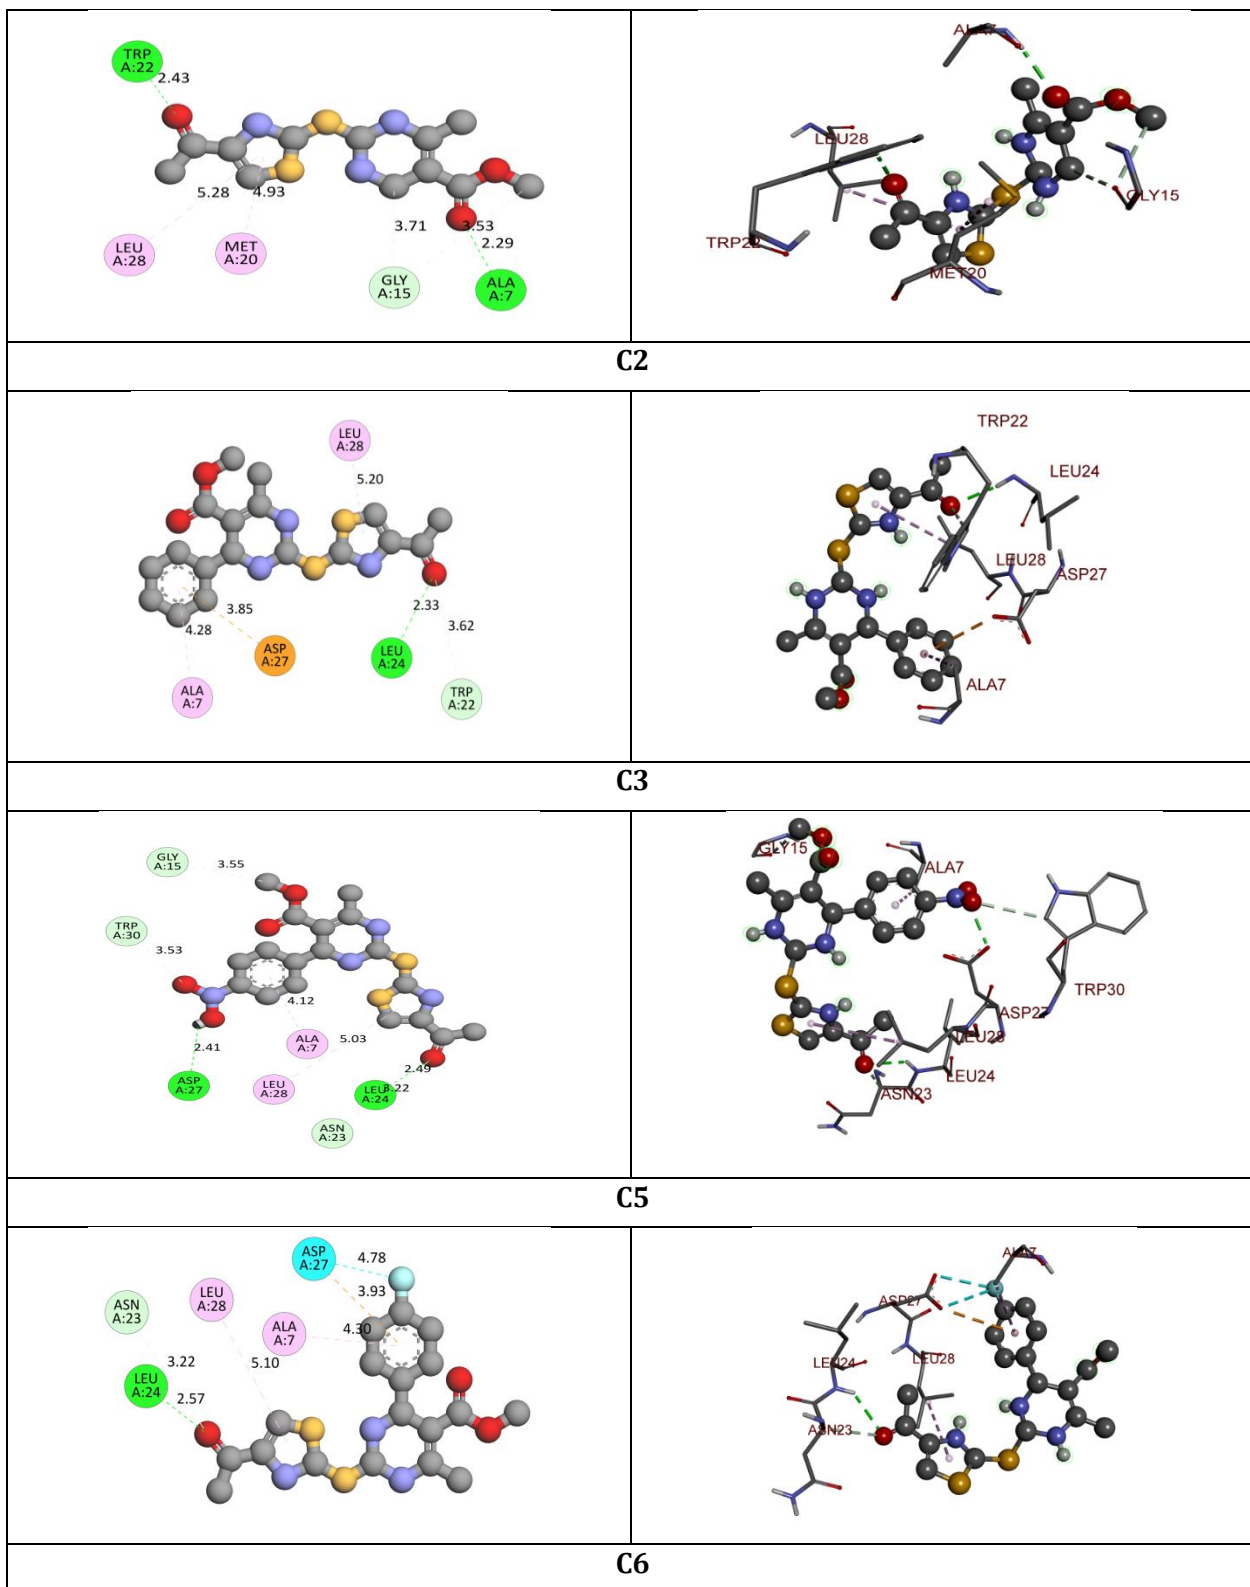 TRP
A:22
2.43
5.28
4.93
LEU
A:28
MET
A:20
3.71
3.53
2.29
GLY
A:15
ALA
A:7
ALA7
LEU28
GLY15
TRP22
MET20
C2
LEU
A:28
5.20
3.85
4.28
2.33
3.62
ASP
A:27
LEU
A:24
ALA
A:7
TRP
A:22
TRP22
LEU24
LEU28
ASP27
ALA7
C3
GLY
A:15
3.55
TRP
A:30
3.53
4.12
2.41
ALA
A:7
5.03
2.49
ASP
A:27
LEU
A:28
LEU
A:24
3.22
ASN
A:23
GLY15
ALA7
TRP30
ASP27
LEU28
LEU24
ASN23
C5
ASP
A:27
4.78
3.93
LEU
A:28
ASN
A:23
ALA
A:7
4.30
3.22
5.10
LEU
A:24
2.57
ALA7
ASP27
LEU24
LEU28
ASN23
C6